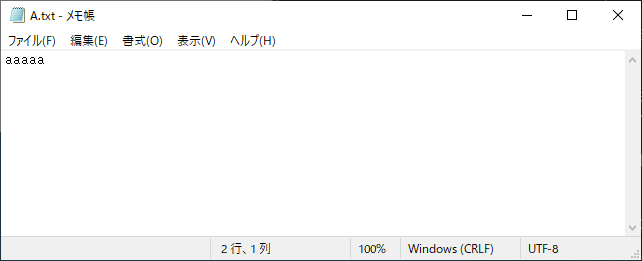 A.txt - メモ帳
ファイル(F) 編集(E) 書式(O) 表示(V) ヘルプ(H)
aaaaa
2 行、1 列 100% Windows (CRLF) UTF-8